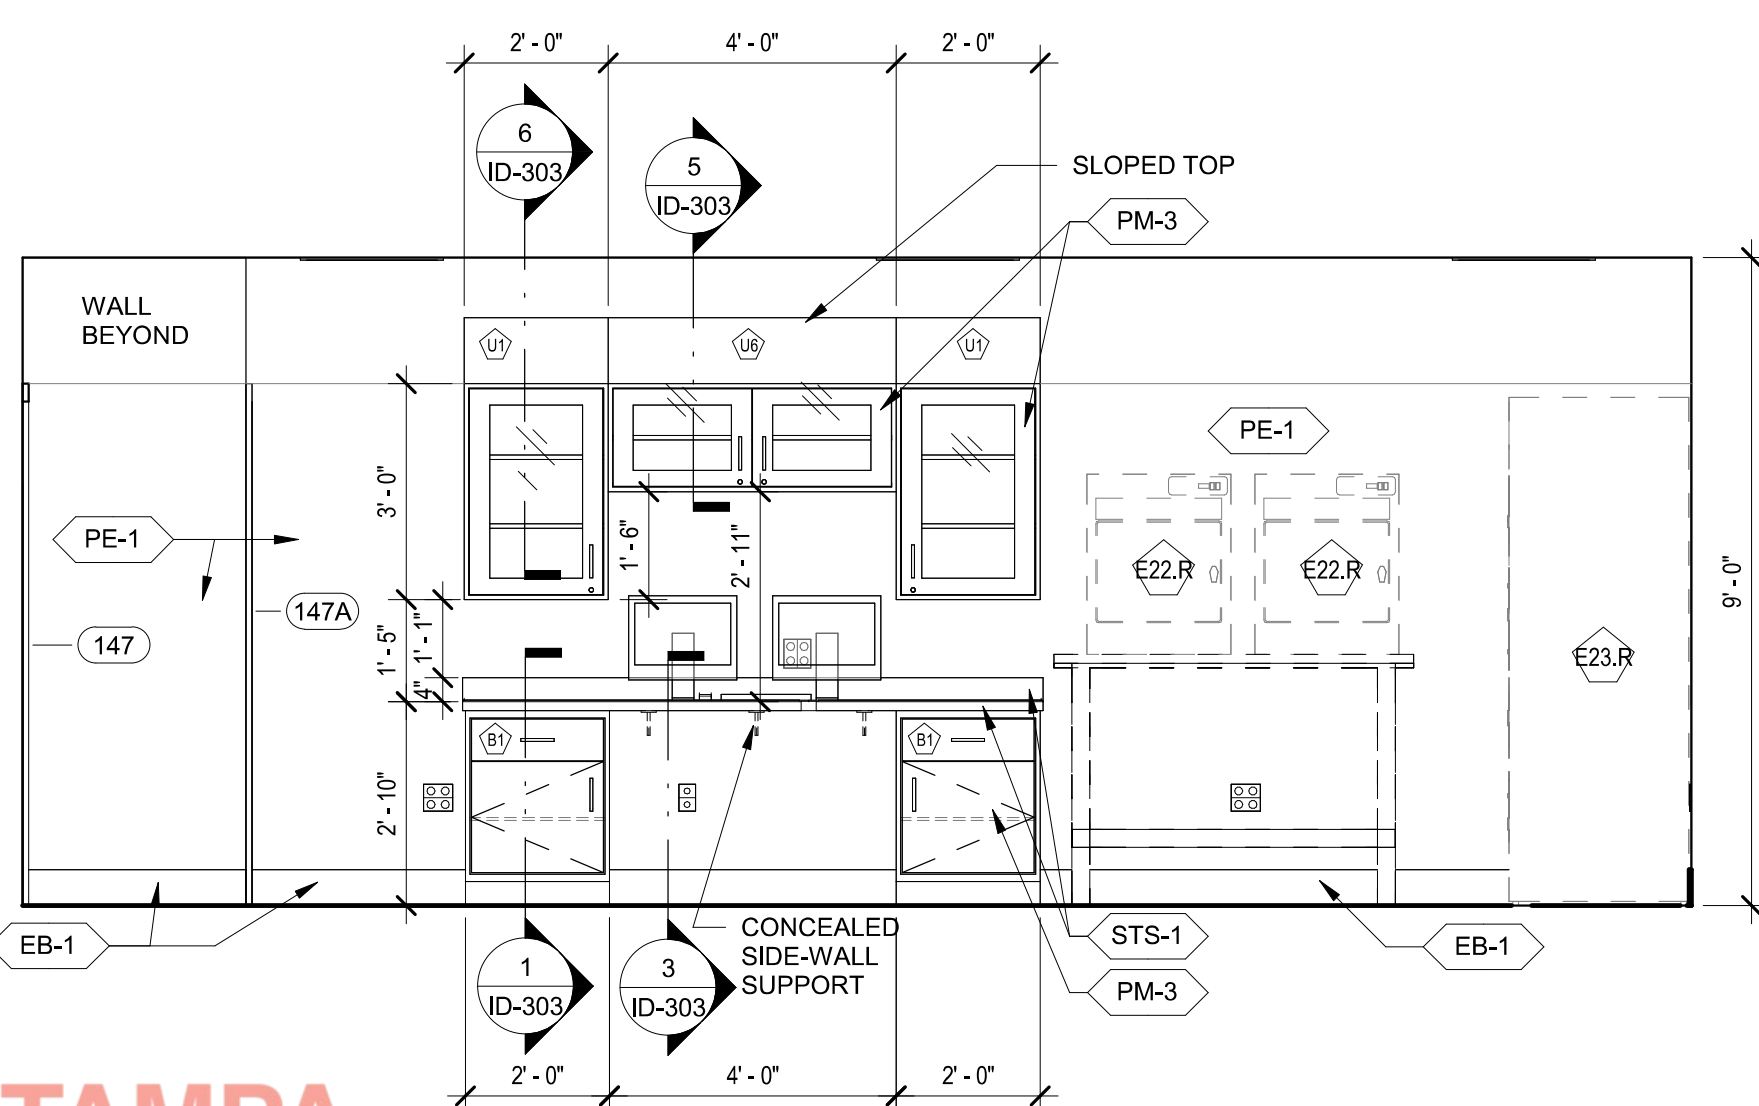 2' - 0"
4' - 0"
2' - 0"
6
ID-303
5
ID-303
SLOPED TOP
PM-3
WALL
BEYOND
U1
U6
U1
PE-1
3' - 0"
PE-1
1' - 6"
2' - 11"
E22.R
E22.R
9' - 0"
147A
147
1' - 5"
1' - 1"
4"
E23.R
B1
B1
2' - 10"
EB-1
CONCEALED
SIDE-WALL
SUPPORT
STS-1
EB-1
1
ID-303
3
ID-303
PM-3
2' - 0"
4' - 0"
2' - 0"
TAMPA